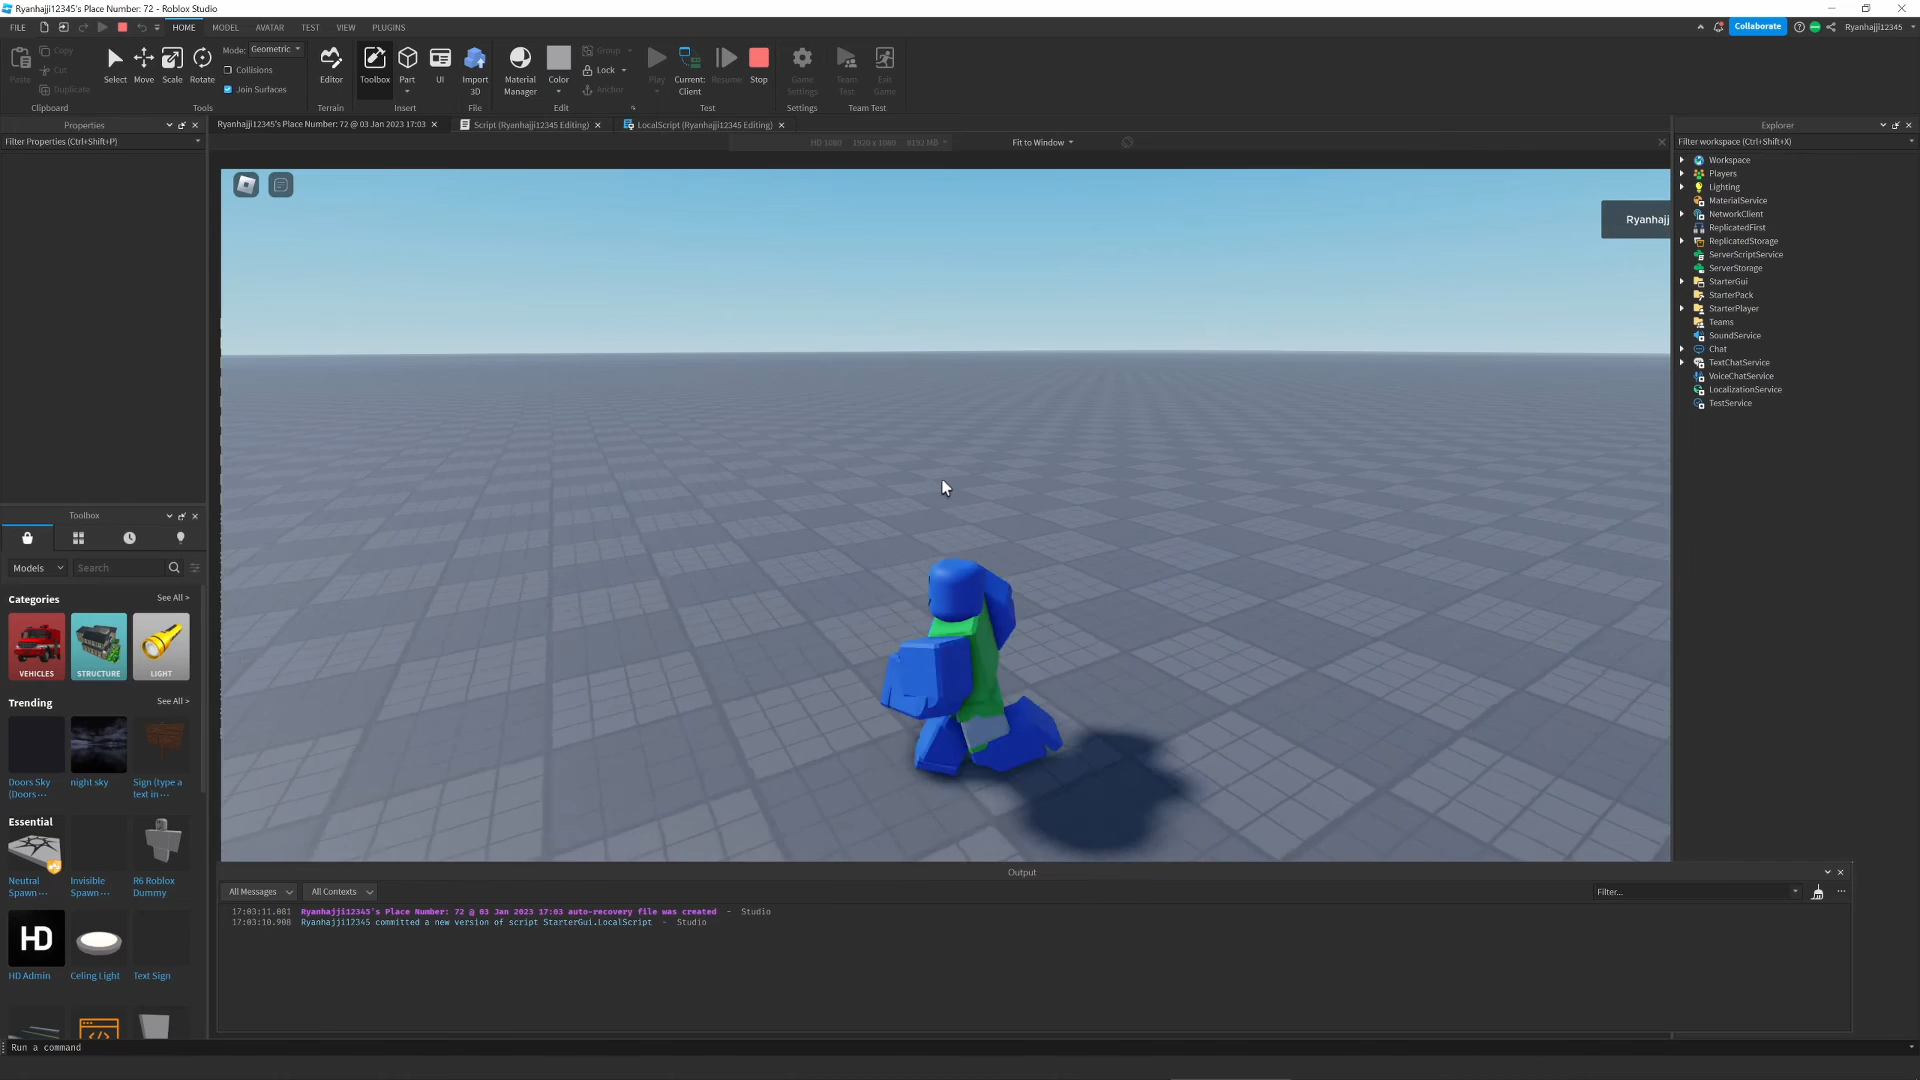 Ryanhajji12345's Place Number: 72 - Roblox Studio
FILE HOME MODEL AVATAR TEST VIEW PLUGINS Collaborate Ryanhajji12345
Paste Copy Cut Duplicate Clipboard
Select Move Scale Rotate Mode: Geometric Collisions Join Surfaces Tools
Editor Terrain
Toolbox Part UI Insert
Import 3D File
Material Manager Color Group Lock Anchor Edit
Play Current: Client Resume Stop Test
Game Settings Settings
Team Test Exit Game Team Test
Properties
Ryanhajji12345's Place Number: 72 @ 03 Jan 2023 17:03 Script (Ryanhajji12345 Editing) LocalScript (Ryanhajji12345 Editing)
Explorer
Filter Properties (Ctrl+Shift+P)
HD 1080 1920 x 1080 8192 MB Fit to Window
Filter workspace (Ctrl+Shift+X)
Workspace
Players
Lighting
MaterialService
NetworkClient
ReplicatedFirst
ReplicatedStorage
ServerScriptService
ServerStorage
StarterGui
StarterPack
StarterPlayer
Teams
SoundService
Chat
TextChatService
VoiceChatService
LocalizationService
TestService
Ryanhajj
Toolbox
Models Search
Categories See All >
VEHICLES STRUCTURE LIGHT
Trending See All >
Doors Sky (Doors ... night sky Sign (type a text in ...
Essential
Neutral Spawn ... Invisible Spawn ... R6 Roblox Dummy
HD
HD Admin Celing Light Text Sign
Output
All Messages All Contexts Filter...
17:03:11.081 Ryanhajji12345's Place Number: 72 @ 03 Jan 2023 17:03 auto-recovery file was created - Studio
17:03:10.908 Ryanhajji12345 committed a new version of script StarterGui.LocalScript - Studio
Run a command